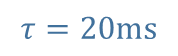 τ = 20ms